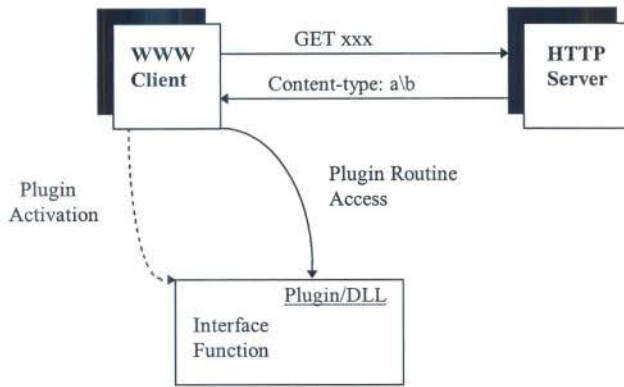 GET xxx
WWW
Client
HTTP
Server
Content-type: a\b
Plugin
Activation
Plugin Routine
Access
Plugin/DLL
Interface
Function